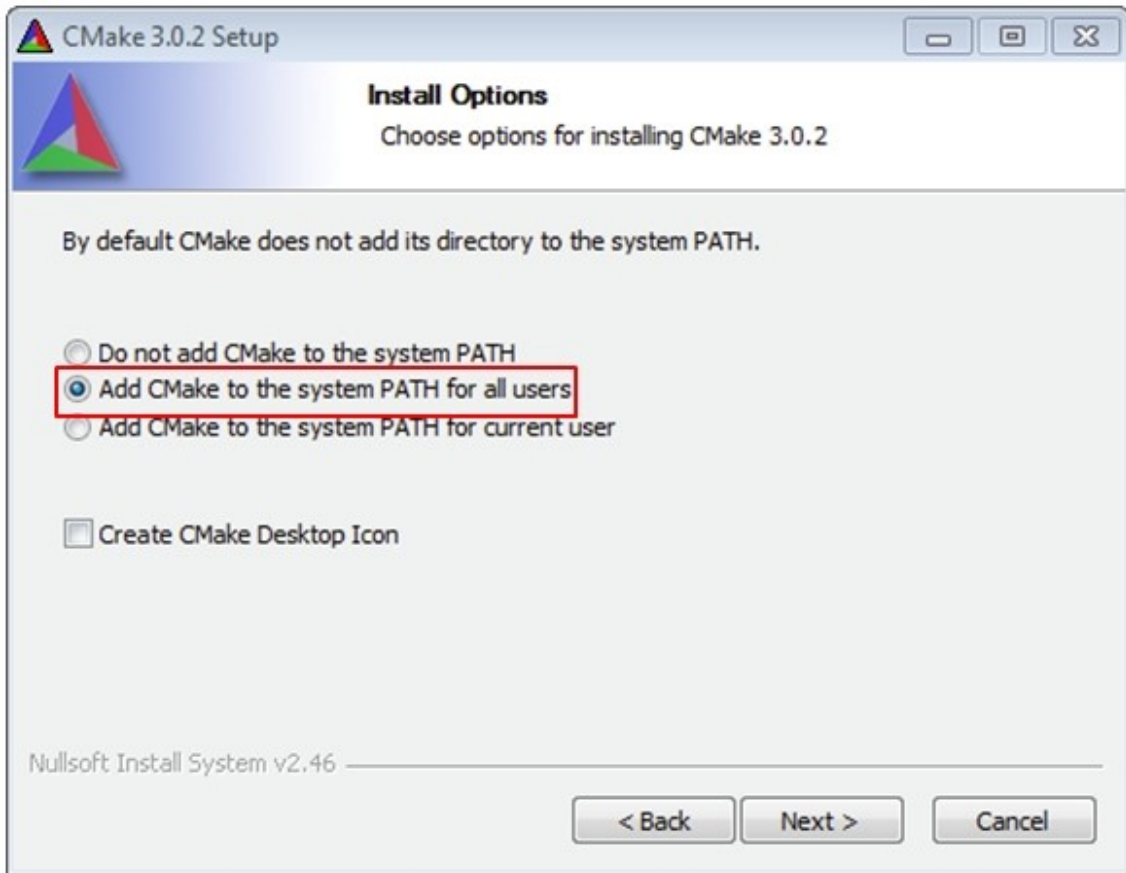 CMake 3.0.2 Setup
Install Options
Choose options for installing CMake 3.0.2
By default CMake does not add its directory to the system PATH.
Do not add CMake to the system PATH
Add CMake to the system PATH for all users
Add CMake to the system PATH for current user
Create CMake Desktop Icon
Nullsoft Install System v2.46
< Back Next > Cancel